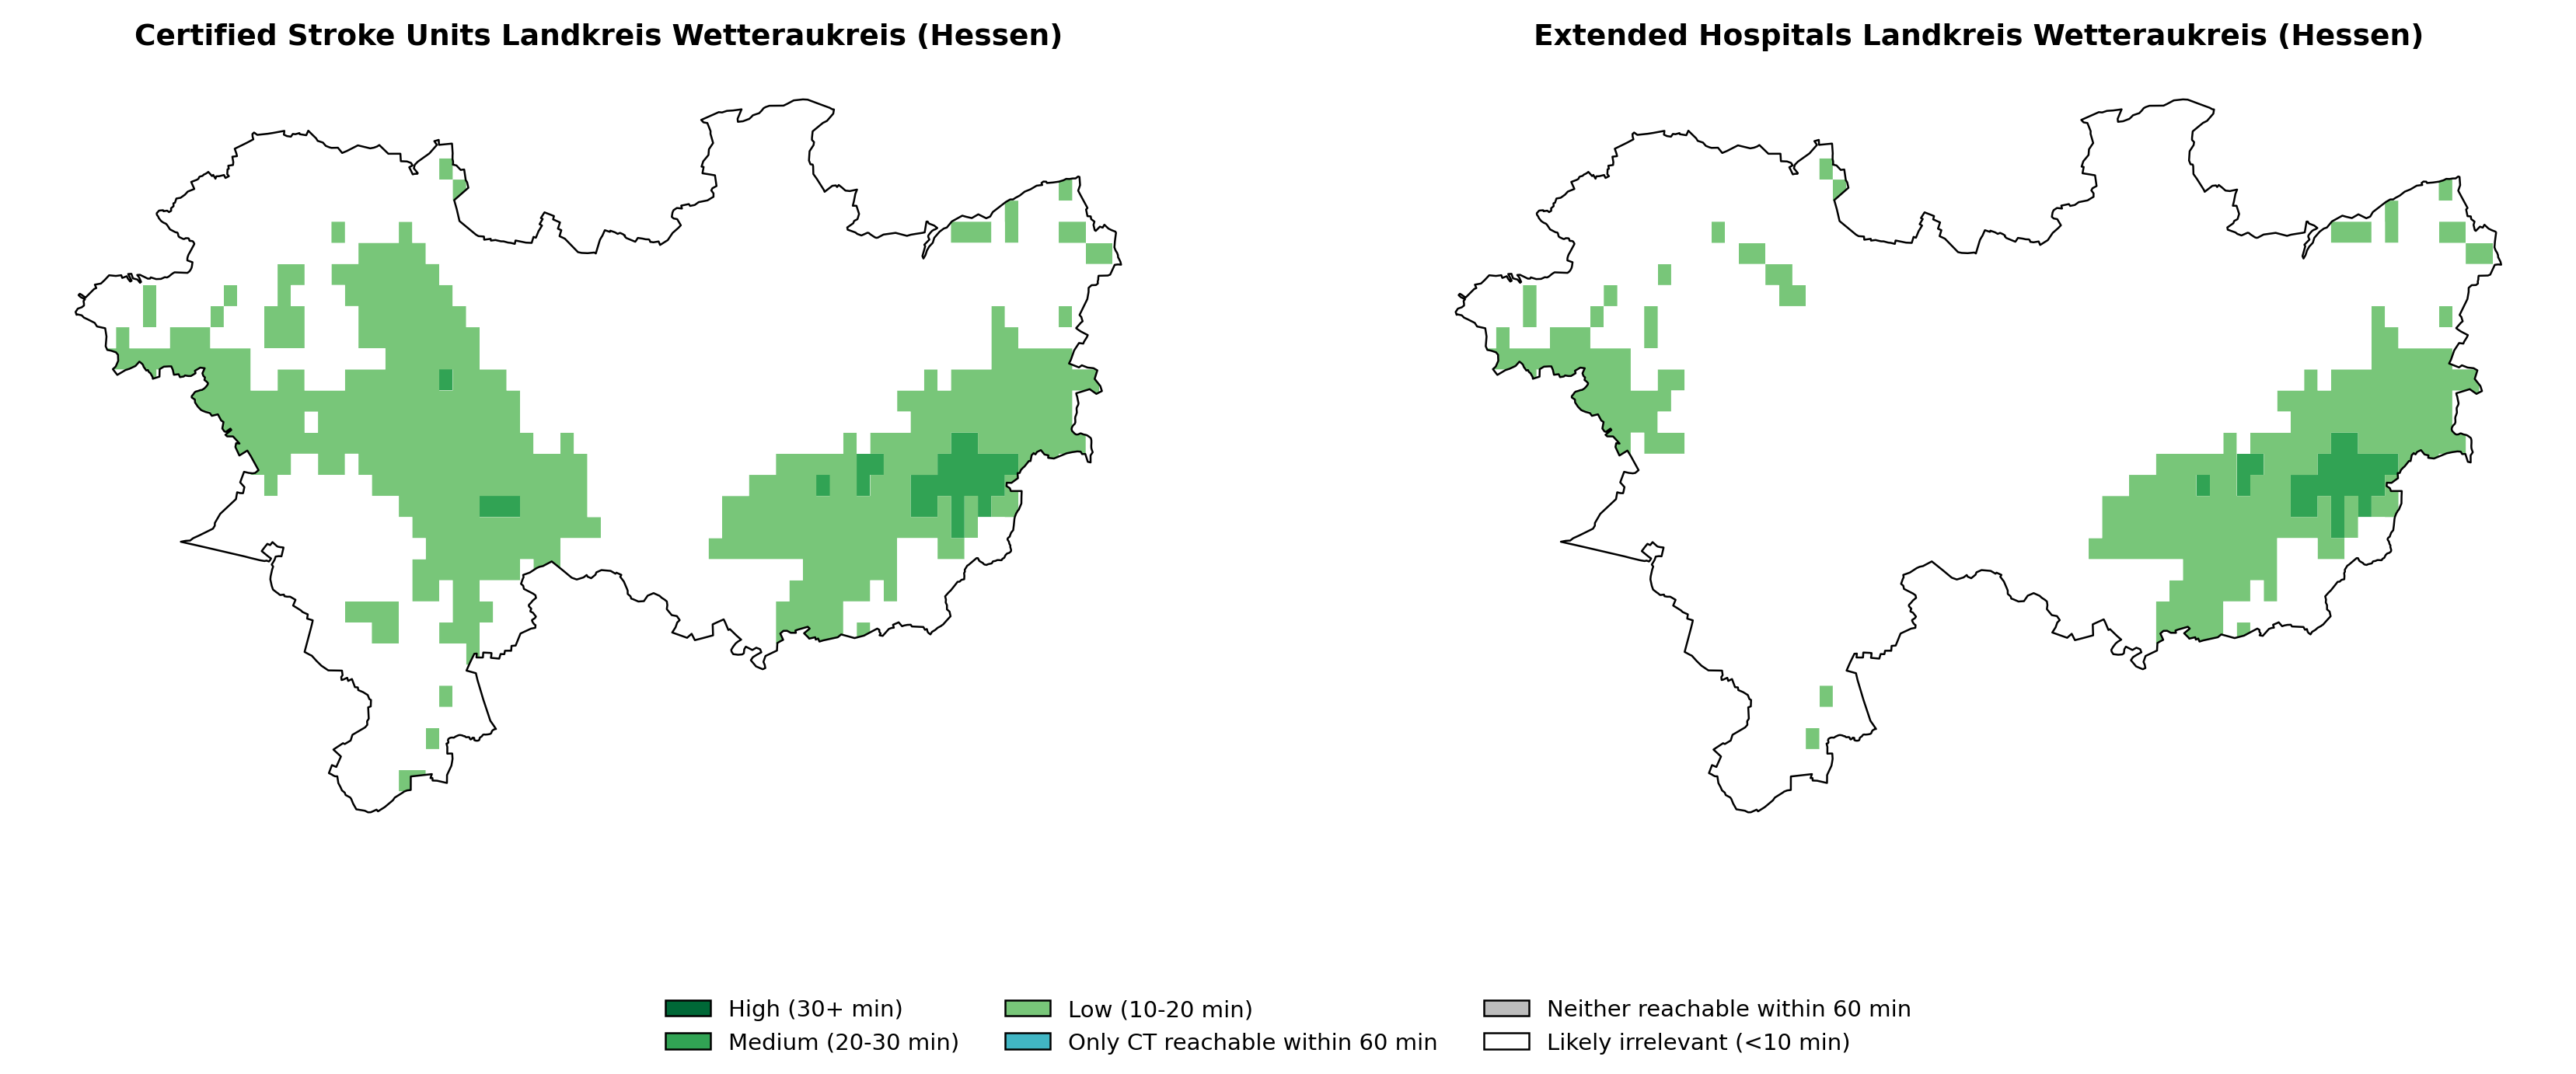 Certified Stroke Units Landkreis Wetteraukreis (Hessen)
Extended Hospitals Landkreis Wetteraukreis (Hessen)
High (30+ min)
Medium (20-30 min)
Low (10-20 min)
Only CT reachable within 60 min
Neither reachable within 60 min
Likely irrelevant (<10 min)